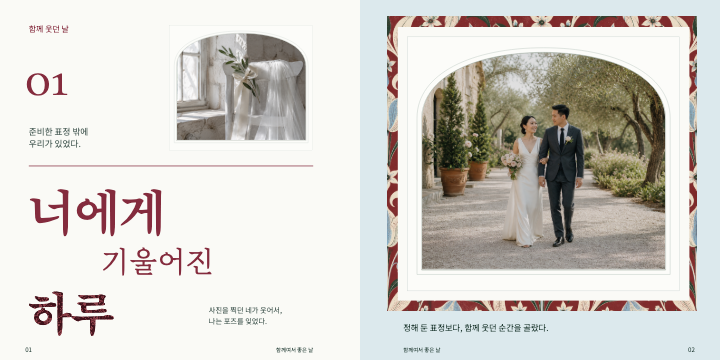 함께 웃던 날
01
준비한 표정 밖에
우리가 있었다.
너에게
기울어진
하루
사진을 찍던 네가 웃어서,
나는 포즈를 잊었다.
01
함께여서 좋은 날
정해 둔 표정보다, 함께 웃던 순간을 골랐다.
함께여서 좋은 날
02